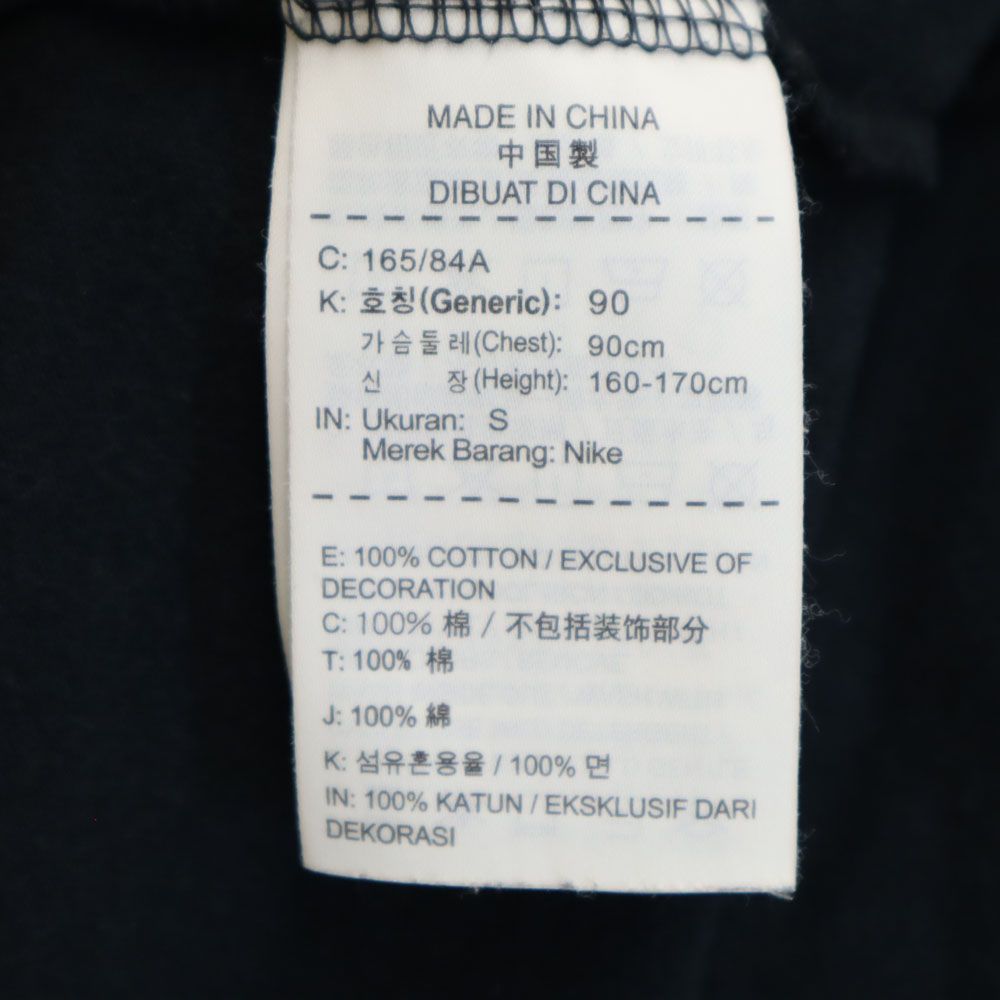 MADE IN CHINA
中国製
DIBUAT DI CINA
C: 165/84A
K: 호칭(Generic): 90
가슴둘레(Chest): 90cm
신 장(Height): 160-170cm
IN: Ukuran: S
Merek Barang: Nike
E: 100% COTTON / EXCLUSIVE OF
DECORATION
C: 100% 棉 / 不包括装饰部分
T: 100% 棉
J: 100% 綿
K: 섬유혼용율 / 100% 면
IN: 100% KATUN / EKSKLUSIF DARI
DEKORASI